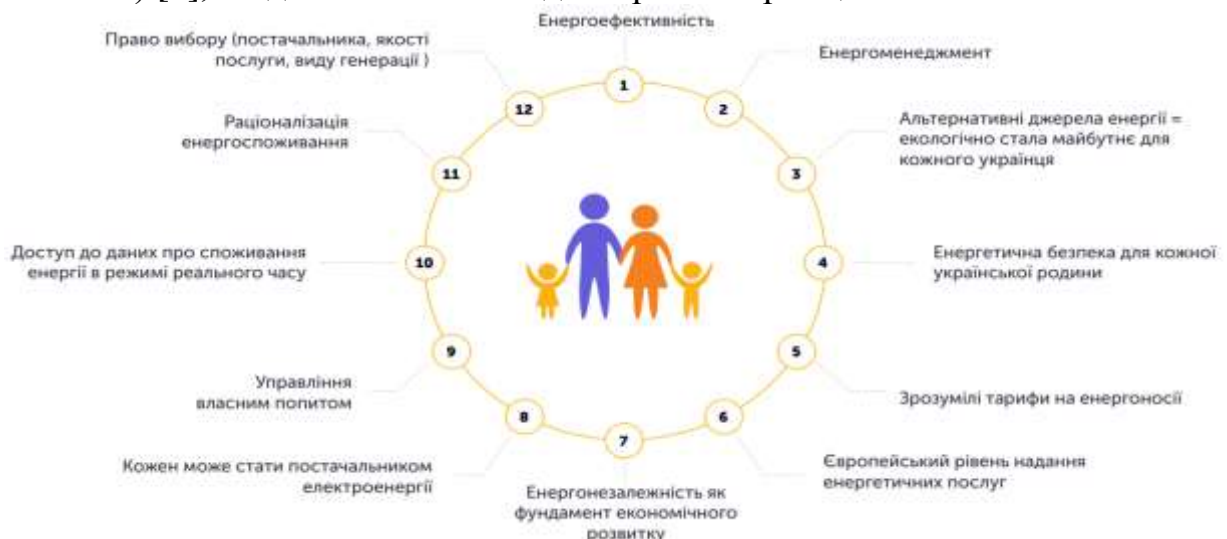 Енергоефективність
1
Енергоменеджмент
2
Альтернативні джерела енергії =
екологічно стала майбутнє для
кожного українця
3
Енергетична безпека для кожної
української родини
4
Зрозумілі тарифи на енергоносії
5
Європейський рівень надання
енергетичних послуг
6
Енергонезалежність як
фундамент економічного
розвитку
7
Кожен може стати постачальником
електроенергії
8
Управління
власним попитом
9
Доступ до даних про споживання
енергії в режимі реального часу
10
Раціоналізація
енергоспоживання
11
Право вибору (постачальника, якості
послуги, виду генерації )
12